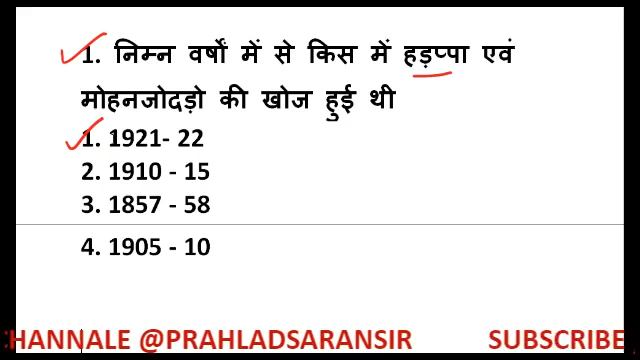 1. निम्न वर्षों में से किस में हड़प्पा एवं
मोहनजोदड़ो की खोज हुई थी
1. 1921- 22
2. 1910 - 15
3. 1857 - 58
4. 1905 - 10
HANNALE @PRAHLADSARANSIR SUBSCRIBE